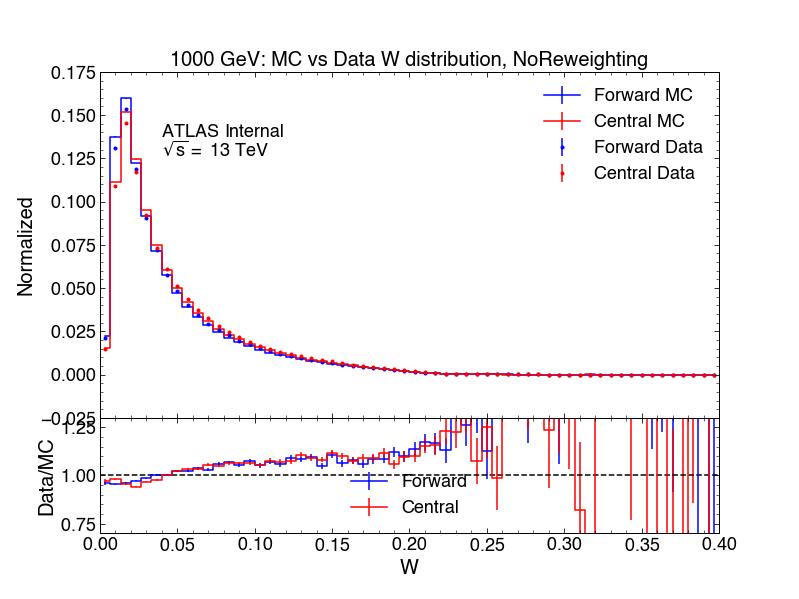 1000 GeV: MC vs Data W distribution, NoReweighting
0.175
0.150
0.125
0.100
0.075
0.050
0.025
0.000
−0.025
Normalized
ATLAS Internal
√s = 13 TeV
Forward MC
Central MC
Forward Data
Central Data
1.25
1.00
0.75
Data/MC
Forward
Central
0.00 0.05 0.10 0.15 0.20 0.25 0.30 0.35 0.40
W